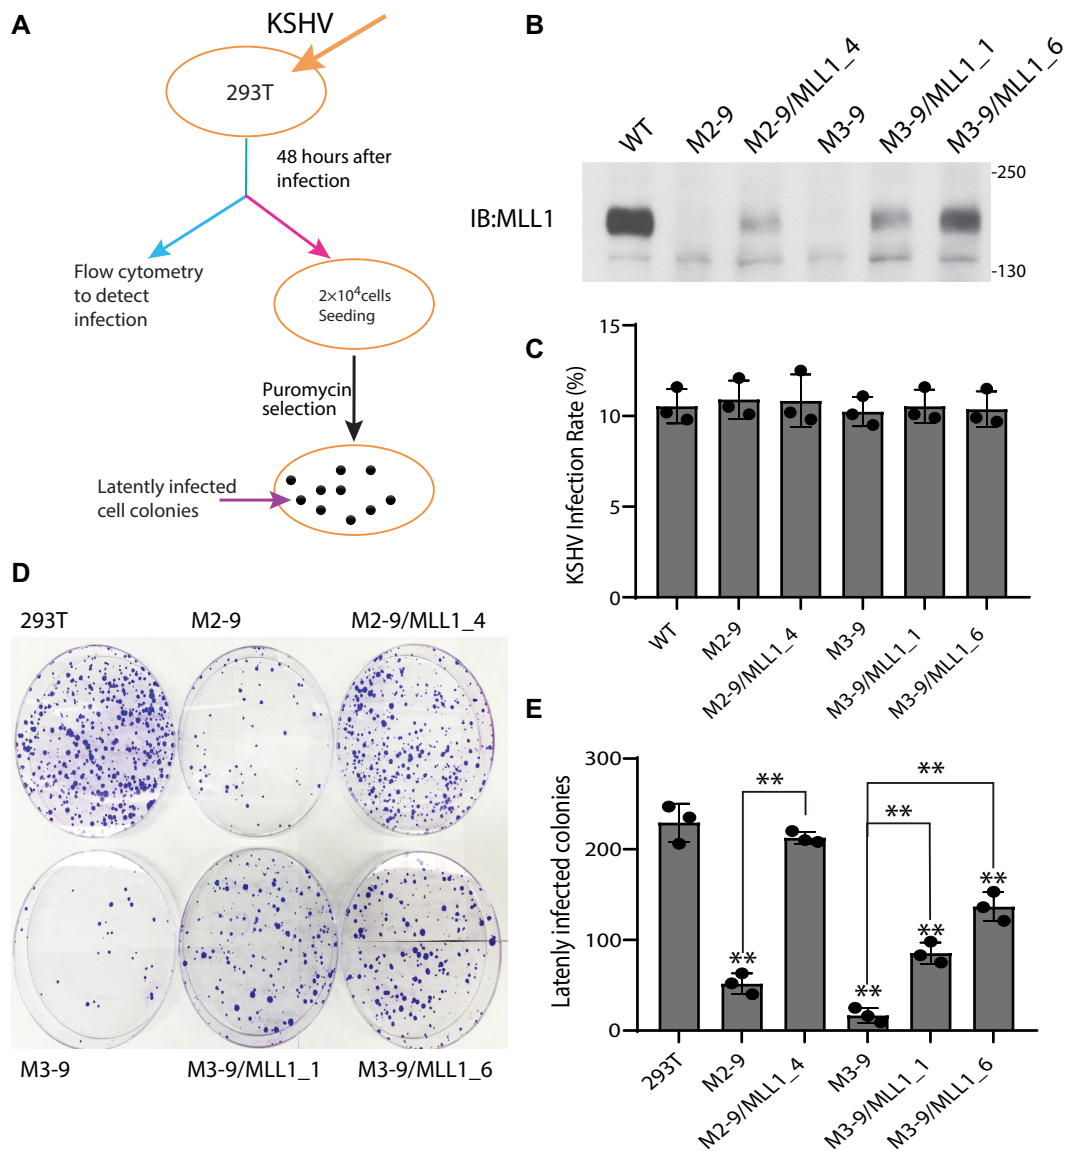 A
KSHV
293T
48 hours after
infection
Flow cytometry
to detect
infection
2×10⁴cells
Seeding
Puromycin
selection
Latently infected
cell colonies
B
WT
M2-9
M2-9/MLL1_4
M3-9
M3-9/MLL1_1
M3-9/MLL1_6
IB:MLL1
-250
-130
C
KSHV Infection Rate (%)
15
10
5
0
WT
M2-9
M2-9/MLL1_4
M3-9
M3-9/MLL1_1
M3-9/MLL1_6
D
293T
M2-9
M2-9/MLL1_4
M3-9
M3-9/MLL1_1
M3-9/MLL1_6
E
Latenly infected colonies
300
200
100
0
**
**
**
**
**
**
**
293T
M2-9
M2-9/MLL1_4
M3-9
M3-9/MLL1_1
M3-9/MLL1_6